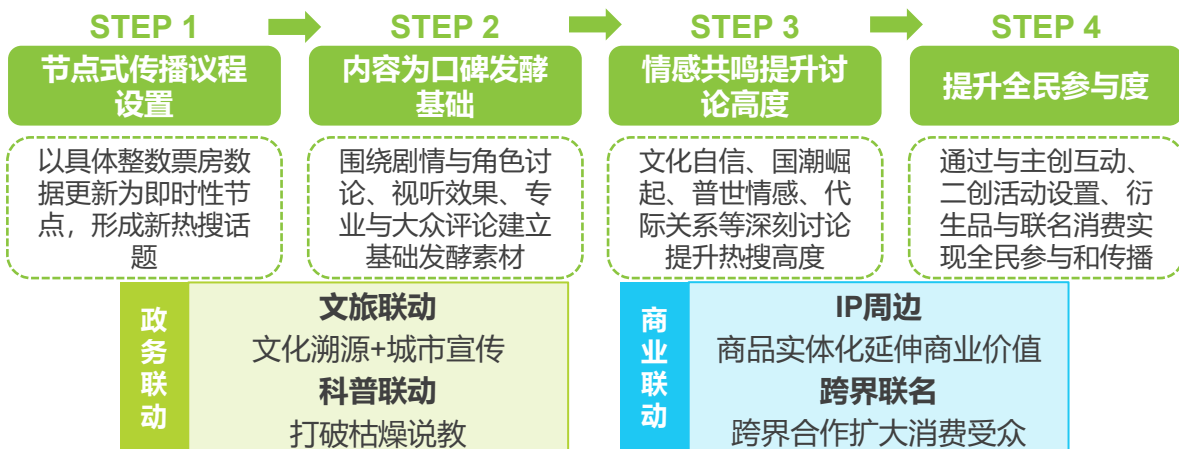 STEP 1
STEP 2
STEP 3
STEP 4
节点式传播议程
设置
内容为口碑发酵
基础
情感共鸣提升讨
论高度
提升全民参与度
以具体整数票房数
据更新为即时性节
点，形成新热搜话
题
围绕剧情与角色讨
论、视听效果、专
业与大众评论建立
基础发酵素材
文化自信、国潮崛
起、普世情感、代
际关系等深刻讨论
提升热搜高度
通过与主创互动、
二创活动设置、衍
生品与联名消费实
现全民参与和传播
政务联动
文旅联动
文化溯源+城市宣传
科普联动
打破枯燥说教
商业联动
IP周边
商品实体化延伸商业价值
跨界联名
跨界合作扩大消费受众